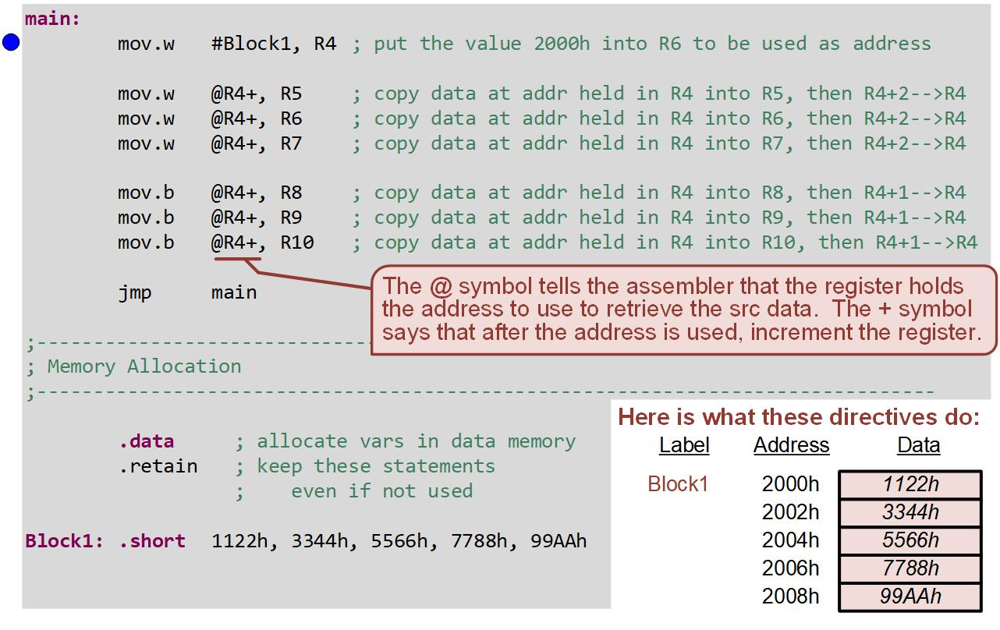 main:
mov.w #Block1, R4 ; put the value 2000h into R6 to be used as address
mov.w @R4+, R5 ; copy data at addr held in R4 into R5, then R4+2-->R4
mov.w @R4+, R6 ; copy data at addr held in R4 into R6, then R4+2-->R4
mov.w @R4+, R7 ; copy data at addr held in R4 into R7, then R4+2-->R4
mov.b @R4+, R8 ; copy data at addr held in R4 into R8, then R4+1-->R4
mov.b @R4+, R9 ; copy data at addr held in R4 into R9, then R4+1-->R4
mov.b @R4+, R10 ; copy data at addr held in R4 into R10, then R4+1-->R4
jmp main
The @ symbol tells the assembler that the register holds
the address to use to retrieve the src data. The + symbol
says that after the address is used, increment the register.
;------------------------------
; Memory Allocation
;-------------------------------------------------------------------------------
.data ; allocate vars in data memory
.retain ; keep these statements
; even if not used
Block1: .short 1122h, 3344h, 5566h, 7788h, 99AAh
Here is what these directives do:
Label Address Data
Block1 2000h 1122h
2002h 3344h
2004h 5566h
2006h 7788h
2008h 99AAh